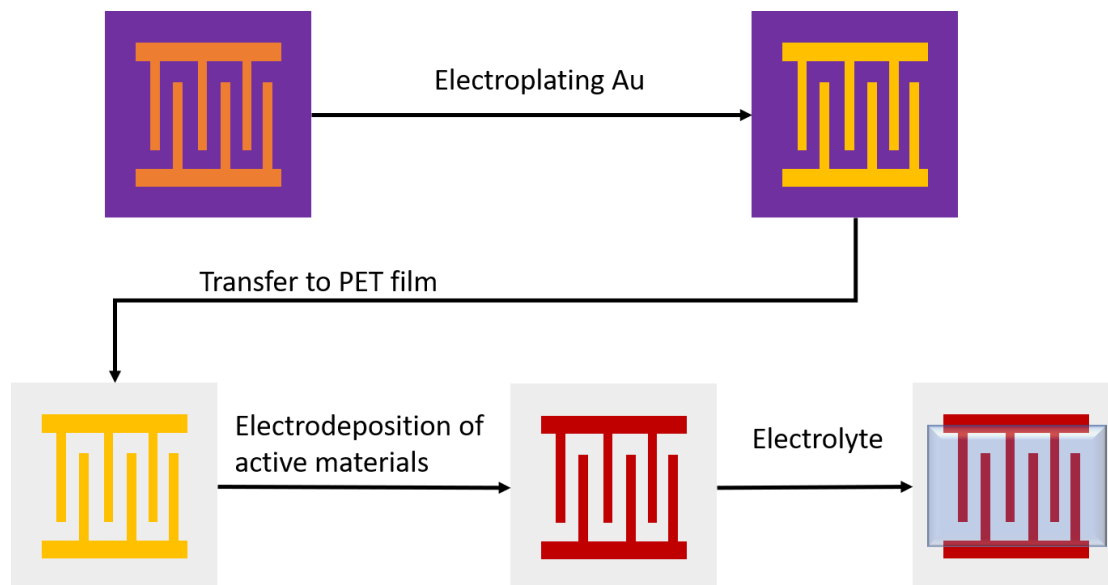 Electroplating Au
Transfer to PET film
Electrodeposition of
active materials
Electrolyte